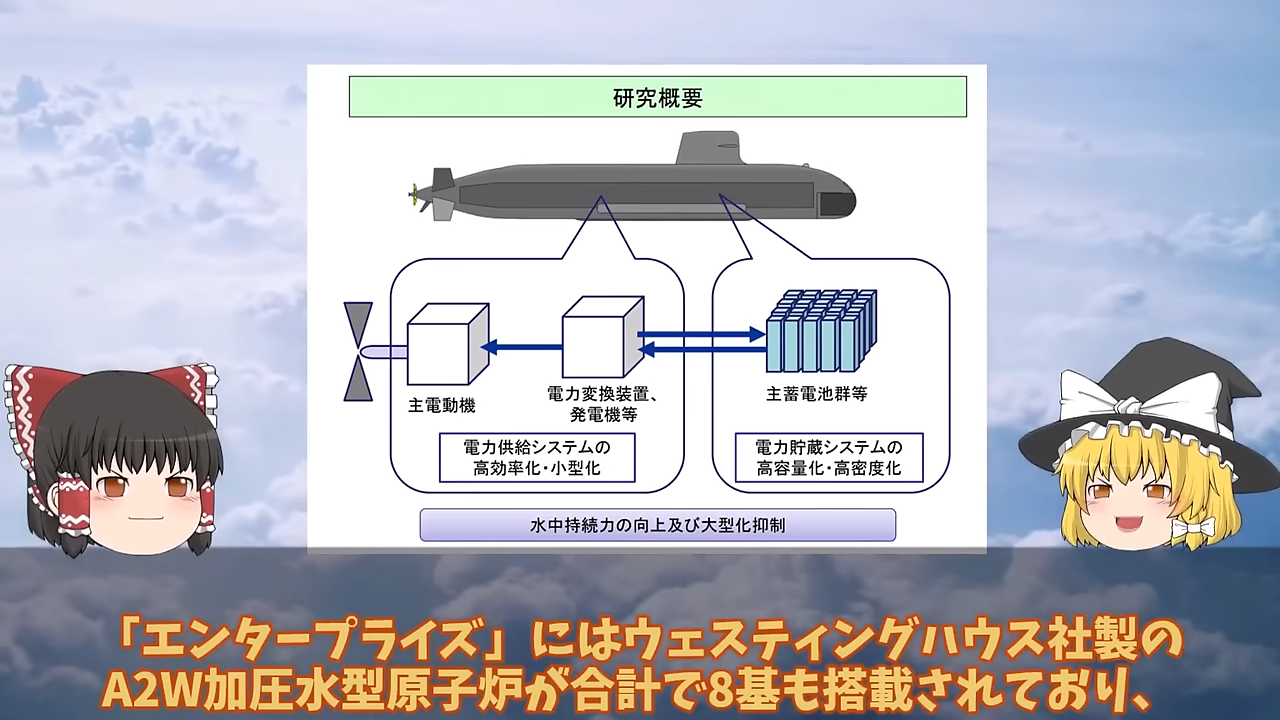 研究概要
主電動機
電力変換装置、
発電機等
主蓄電池群等
電力供給システムの
高効率化・小型化
電力貯蔵システムの
高容量化・高密度化
水中持続力の向上及び大型化抑制
「エンタープライズ」にはウェスティングハウス社製の
A2W加圧水型原子炉が合計で8基も搭載されており、